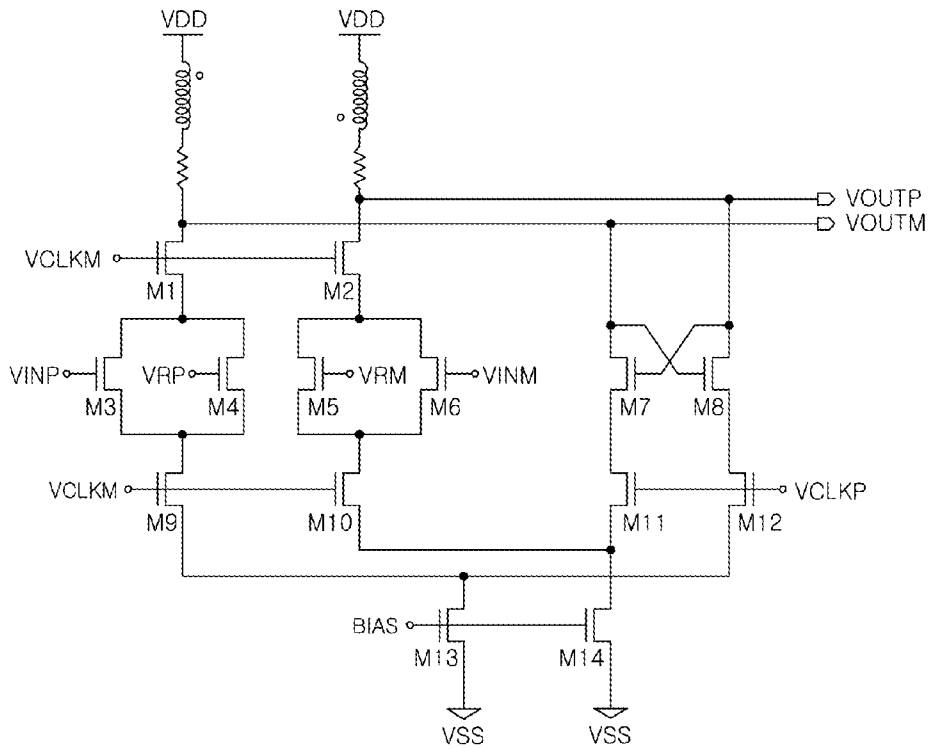 VDD VDD
VOUTP
VOUTM
VCLKM
M1 M2
VINP VRP VRM VINM
M3 M4 M5 M6 M7 M8
VCLKM VCLKP
M9 M10 M11 M12
BIAS
M13 M14
VSS VSS